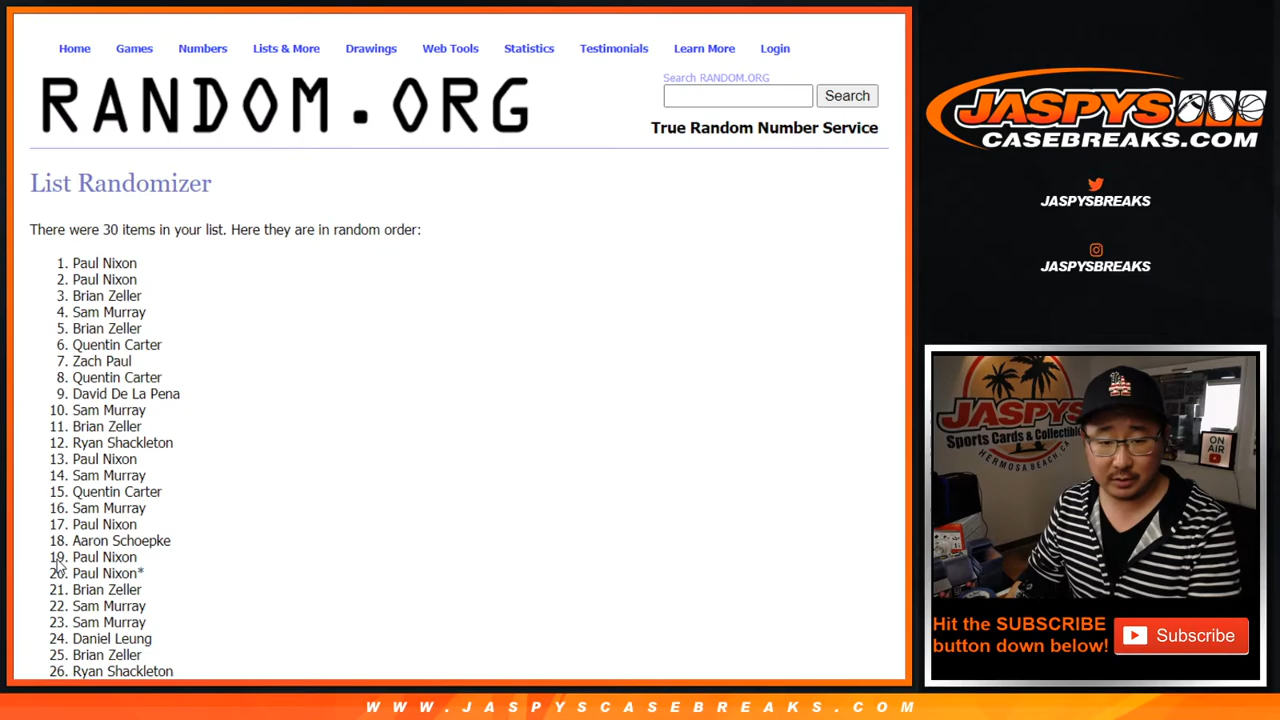 Home Games Numbers Lists & More Drawings Web Tools Statistics Testimonials Learn More Login
RANDOM.ORG
Search RANDOM.ORG
Search
True Random Number Service
List Randomizer
There were 30 items in your list. Here they are in random order:
1. Paul Nixon
2. Paul Nixon
3. Brian Zeller
4. Sam Murray
5. Brian Zeller
6. Quentin Carter
7. Zach Paul
8. Quentin Carter
9. David De La Pena
10. Sam Murray
11. Brian Zeller
12. Ryan Shackleton
13. Paul Nixon
14. Sam Murray
15. Quentin Carter
16. Sam Murray
17. Paul Nixon
18. Aaron Schoepke
19. Paul Nixon
20. Paul Nixon*
21. Brian Zeller
22. Sam Murray
23. Sam Murray
24. Daniel Leung
25. Brian Zeller
26. Ryan Shackleton
JASPYS
CASEBREAKS.COM
JASPYSBREAKS
JASPYSBREAKS
JASPYS
Sports Cards & Collectible
HERMOSA BEACH, CA
ON
AIR
Hit the SUBSCRIBE
button down below!
Subscribe
WWW.JASPYSCASEBREAKS.COM